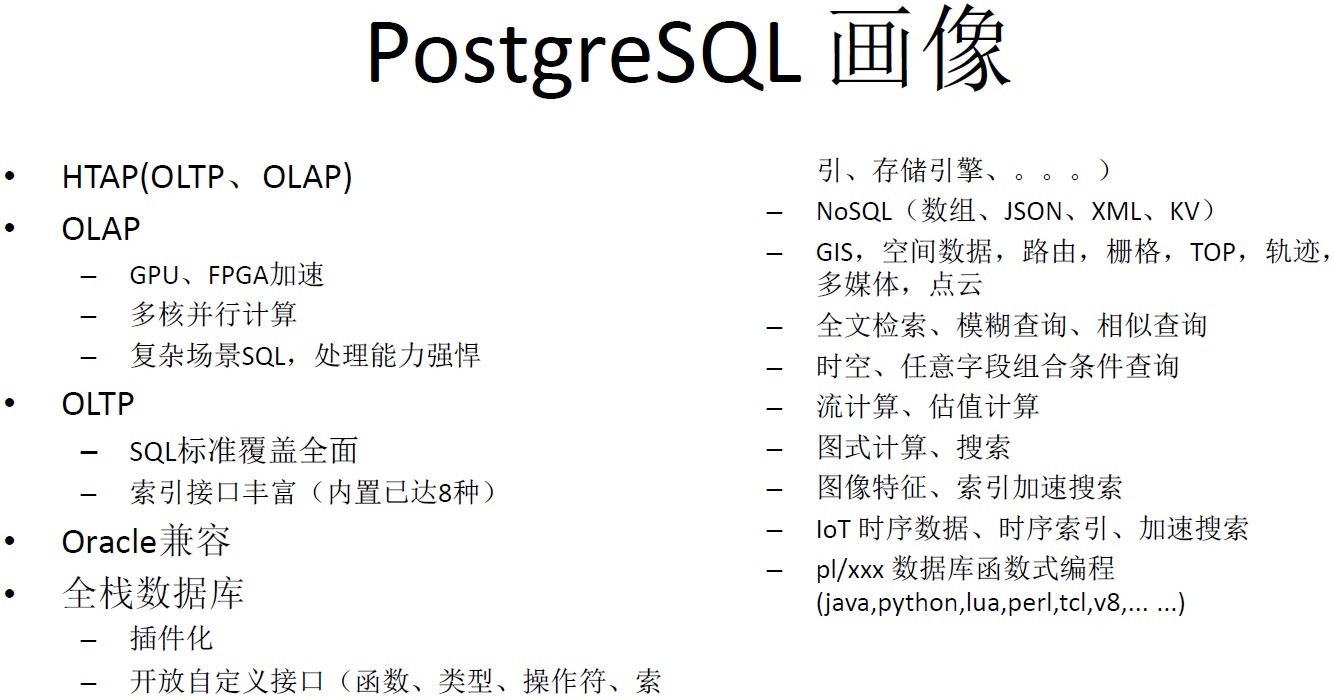 PostgreSQL 画像
• HTAP(OLTP、OLAP)
• OLAP
– GPU、FPGA加速
– 多核并行计算
– 复杂场景SQL，处理能力强悍
• OLTP
– SQL标准覆盖全面
– 索引接口丰富（内置已达8种）
• Oracle兼容
• 全栈数据库
– 插件化
– 开放自定义接口（函数、类型、操作符、索
引、存储引擎、。。。）
– NoSQL（数组、JSON、XML、KV）
– GIS，空间数据，路由，栅格，TOP，轨迹，
多媒体，点云
– 全文检索、模糊查询、相似查询
– 时空、任意字段组合条件查询
– 流计算、估值计算
– 图式计算、搜索
– 图像特征、索引加速搜索
– IoT 时序数据、时序索引、加速搜索
– pl/xxx 数据库函数式编程
(java,python,lua,perl,tcl,v8,... ...)